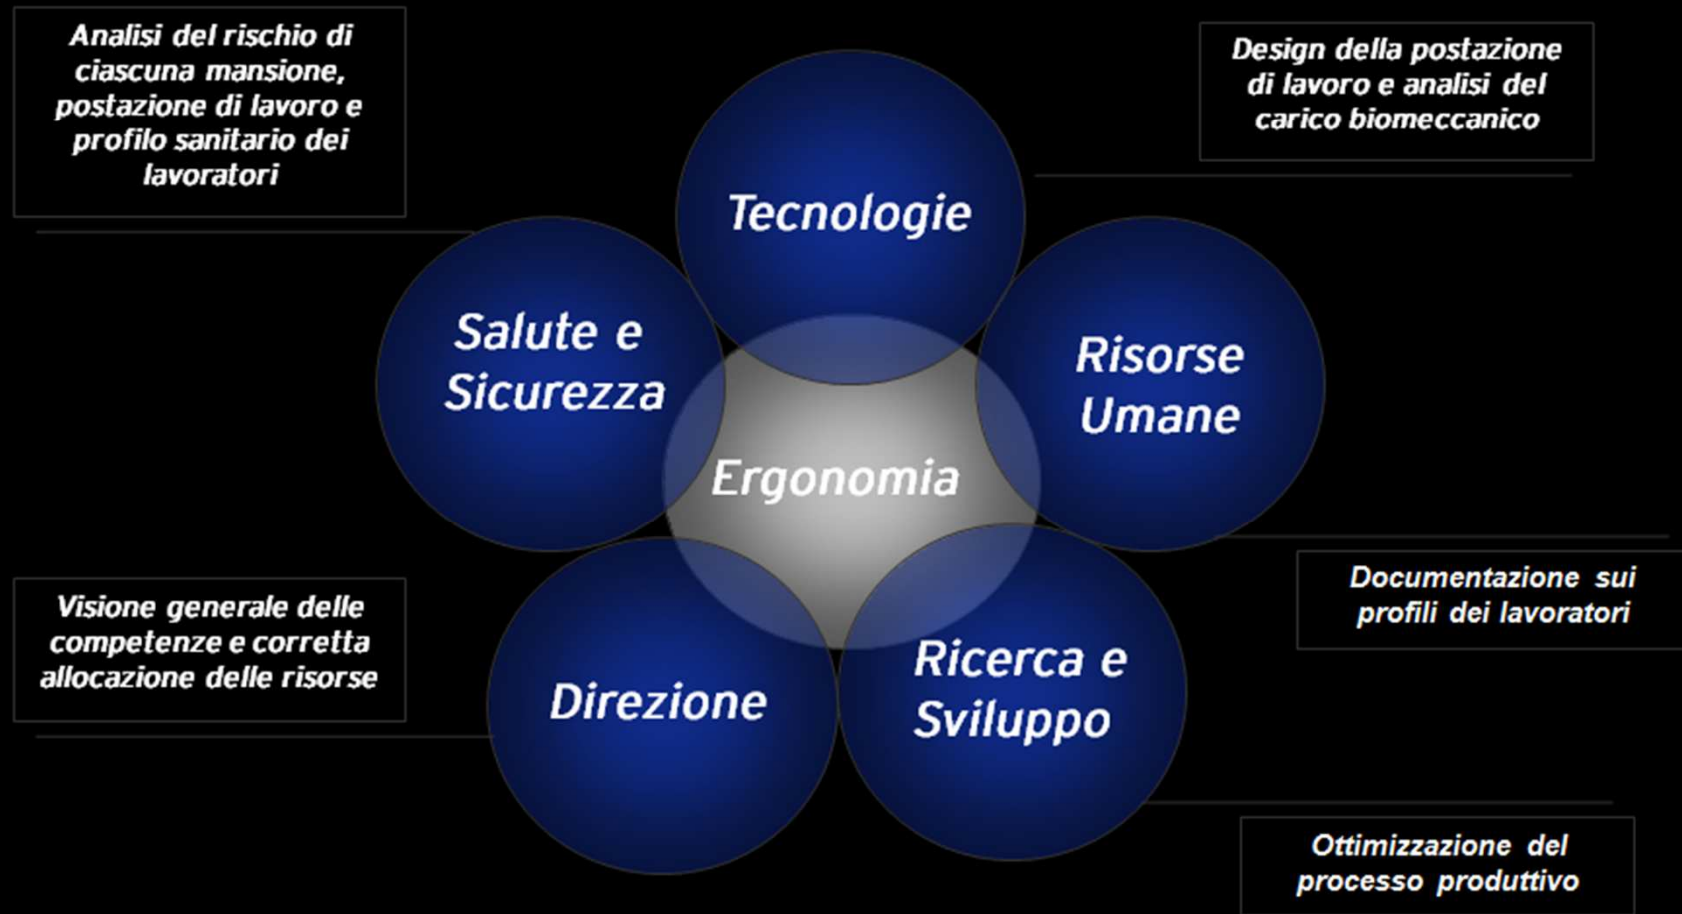 Analisi del rischio di
ciascuna mansione,
postazione di lavoro e
profilo sanitario dei
lavoratori
Design della postazione
di lavoro e analisi del
carico biomeccanico
Tecnologie
Salute e
Sicurezza
Risorse
Umane
Ergonomia
Visione generale delle
competenze e corretta
allocazione delle risorse
Documentazione sui
profili dei lavoratori
Direzione
Ricerca e
Sviluppo
Ottimizzazione del
processo produttivo